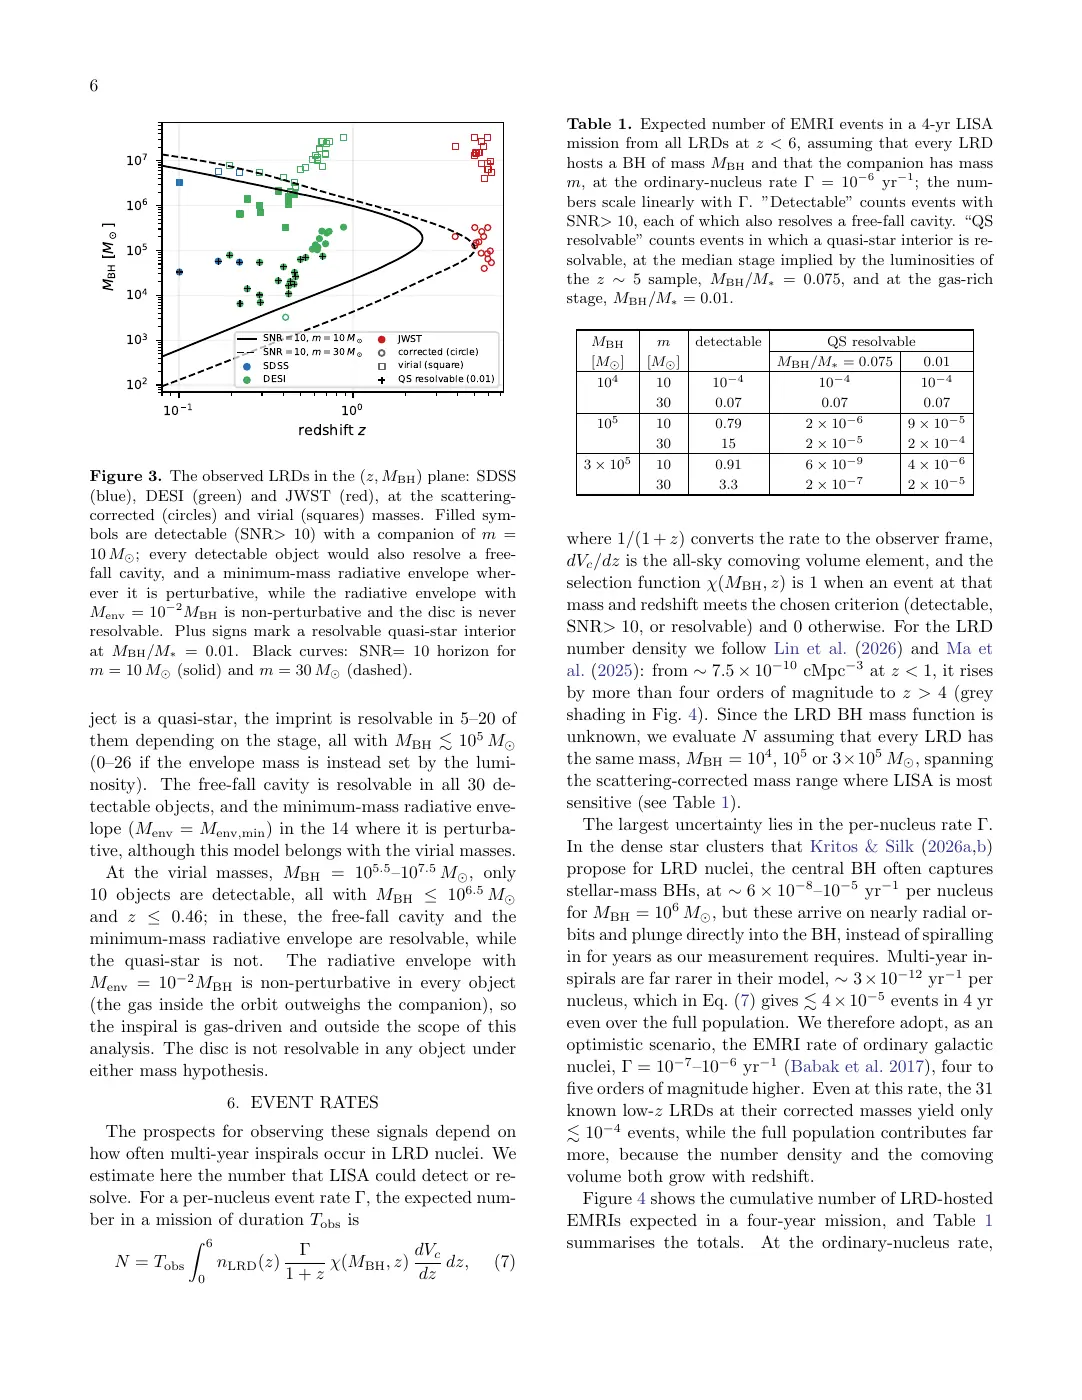 6
10^7
10^6
10^5
10^4
10^3
10^2
M_BH [M_⊙]
10^−1
10^0
redshift z
SNR = 10, m = 10 M_⊙
SNR = 10, m = 30 M_⊙
SDSS
DESI
JWST
corrected (circle)
virial (square)
QS resolvable (0.01)
Figure 3. The observed LRDs in the (z, M_BH) plane: SDSS
(blue), DESI (green) and JWST (red), at the scattering-
corrected (circles) and virial (squares) masses. Filled sym-
bols are detectable (SNR> 10) with a companion of m =
10 M_⊙; every detectable object would also resolve a free-
fall cavity, and a minimum-mass radiative envelope wher-
ever it is perturbative, while the radiative envelope with
M_env = 10^−2 M_BH is non-perturbative and the disc is never
resolvable. Plus signs mark a resolvable quasi-star interior
at M_BH/M_∗ = 0.01. Black curves: SNR= 10 horizon for
m = 10 M_⊙ (solid) and m = 30 M_⊙ (dashed).
ject is a quasi-star, the imprint is resolvable in 5–20 of
them depending on the stage, all with M_BH ≲ 10^5 M_⊙
(0–26 if the envelope mass is instead set by the lumi-
nosity). The free-fall cavity is resolvable in all 30 de-
tectable objects, and the minimum-mass radiative enve-
lope (M_env = M_env,min) in the 14 where it is perturba-
tive, although this model belongs with the virial masses.
At the virial masses, M_BH = 10^5.5–10^7.5 M_⊙, only
10 objects are detectable, all with M_BH ≤ 10^6.5 M_⊙
and z ≤ 0.46; in these, the free-fall cavity and the
minimum-mass radiative envelope are resolvable, while
the quasi-star is not. The radiative envelope with
M_env = 10^−2 M_BH is non-perturbative in every object
(the gas inside the orbit outweighs the companion), so
the inspiral is gas-driven and outside the scope of this
analysis. The disc is not resolvable in any object under
either mass hypothesis.
6. EVENT RATES
The prospects for observing these signals depend on
how often multi-year inspirals occur in LRD nuclei. We
estimate here the number that LISA could detect or re-
solve. For a per-nucleus event rate Γ, the expected num-
ber in a mission of duration T_obs is
N = T_obs ∫_0^6 n_LRD(z) Γ/(1 + z) χ(M_BH, z) dV_c/dz dz, (7)
Table 1. Expected number of EMRI events in a 4-yr LISA
mission from all LRDs at z < 6, assuming that every LRD
hosts a BH of mass M_BH and that the companion has mass
m, at the ordinary-nucleus rate Γ = 10^−6 yr^−1; the num-
bers scale linearly with Γ. ”Detectable” counts events with
SNR> 10, each of which also resolves a free-fall cavity. “QS
resolvable” counts events in which a quasi-star interior is re-
solvable, at the median stage implied by the luminosities of
the z ∼ 5 sample, M_BH/M_∗ = 0.075, and at the gas-rich
stage, M_BH/M_∗ = 0.01.
M_BH m detectable QS resolvable
[M_⊙] [M_⊙] M_BH/M_∗ = 0.075 0.01
10^4 10 10^−4 10^−4 10^−4
30 0.07 0.07 0.07
10^5 10 0.79 2 × 10^−6 9 × 10^−5
30 15 2 × 10^−5 2 × 10^−4
3 × 10^5 10 0.91 6 × 10^−9 4 × 10^−6
30 3.3 2 × 10^−7 2 × 10^−5
where 1/(1 + z) converts the rate to the observer frame,
dV_c/dz is the all-sky comoving volume element, and the
selection function χ(M_BH, z) is 1 when an event at that
mass and redshift meets the chosen criterion (detectable,
SNR> 10, or resolvable) and 0 otherwise. For the LRD
number density we follow Lin et al. (2026) and Ma et
al. (2025): from ∼ 7.5 × 10^−10 cMpc^−3 at z < 1, it rises
by more than four orders of magnitude to z > 4 (grey
shading in Fig. 4). Since the LRD BH mass function is
unknown, we evaluate N assuming that every LRD has
the same mass, M_BH = 10^4, 10^5 or 3×10^5 M_⊙, spanning
the scattering-corrected mass range where LISA is most
sensitive (see Table 1).
The largest uncertainty lies in the per-nucleus rate Γ.
In the dense star clusters that Kritos & Silk (2026a,b)
propose for LRD nuclei, the central BH often captures
stellar-mass BHs, at ∼ 6 × 10^−8–10^−5 yr^−1 per nucleus
for M_BH = 10^6 M_⊙, but these arrive on nearly radial or-
bits and plunge directly into the BH, instead of spiralling
in for years as our measurement requires. Multi-year in-
spirals are far rarer in their model, ∼ 3×10^−12 yr^−1 per
nucleus, which in Eq. (7) gives ≲ 4×10^−5 events in 4 yr
even over the full population. We therefore adopt, as an
optimistic scenario, the EMRI rate of ordinary galactic
nuclei, Γ = 10^−7–10^−6 yr^−1 (Babak et al. 2017), four to
five orders of magnitude higher. Even at this rate, the 31
known low-z LRDs at their corrected masses yield only
≲ 10^−4 events, while the full population contributes far
more, because the number density and the comoving
volume both grow with redshift.
Figure 4 shows the cumulative number of LRD-hosted
EMRIs expected in a four-year mission, and Table 1
summarises the totals. At the ordinary-nucleus rate,